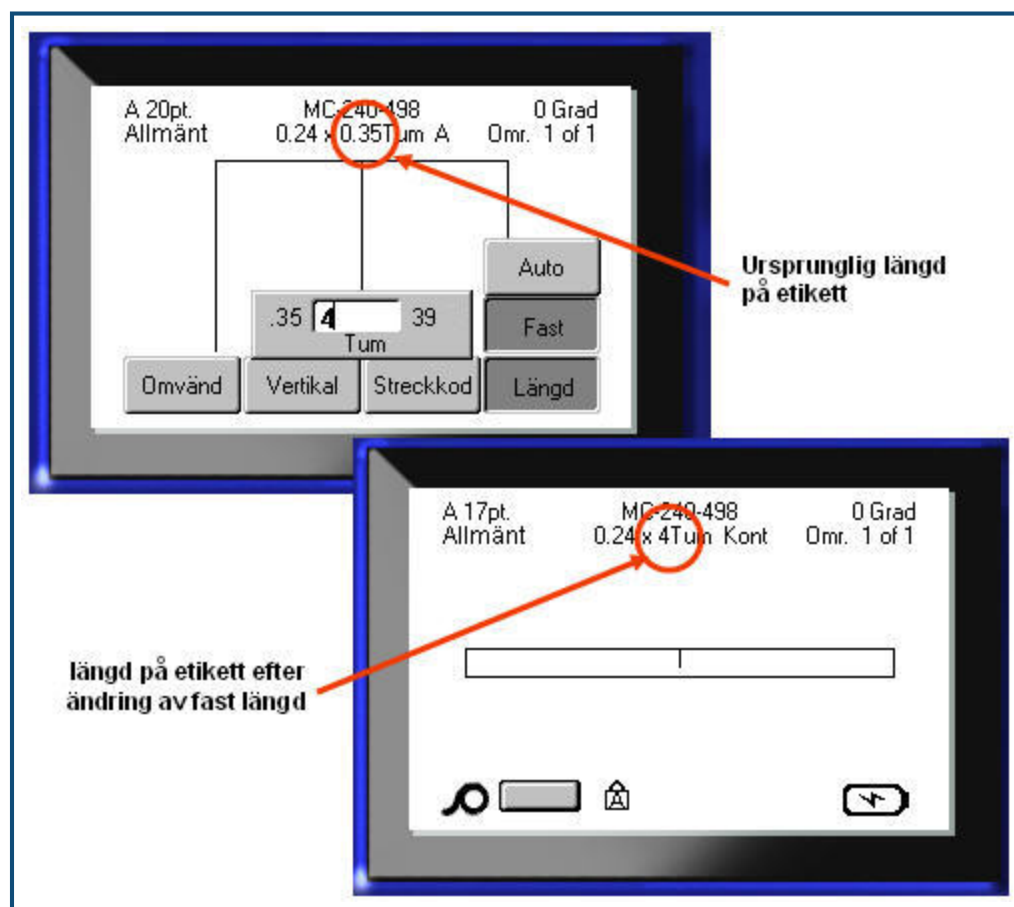 A 20pt. MC-240-498 0 Grad
Allmänt 0.24 x 0.35Tum A Omr. 1 of 1
Auto
Ursprunglig längd
på etikett
.35 4 39
Tum
Fast
Omvänd Vertikal Streckkod Längd
A 17pt. MC-240-498 0 Grad
Allmänt 0.24 x 4Tum Kont Omr. 1 of 1
längd på etikett efter
ändring av fast längd
A